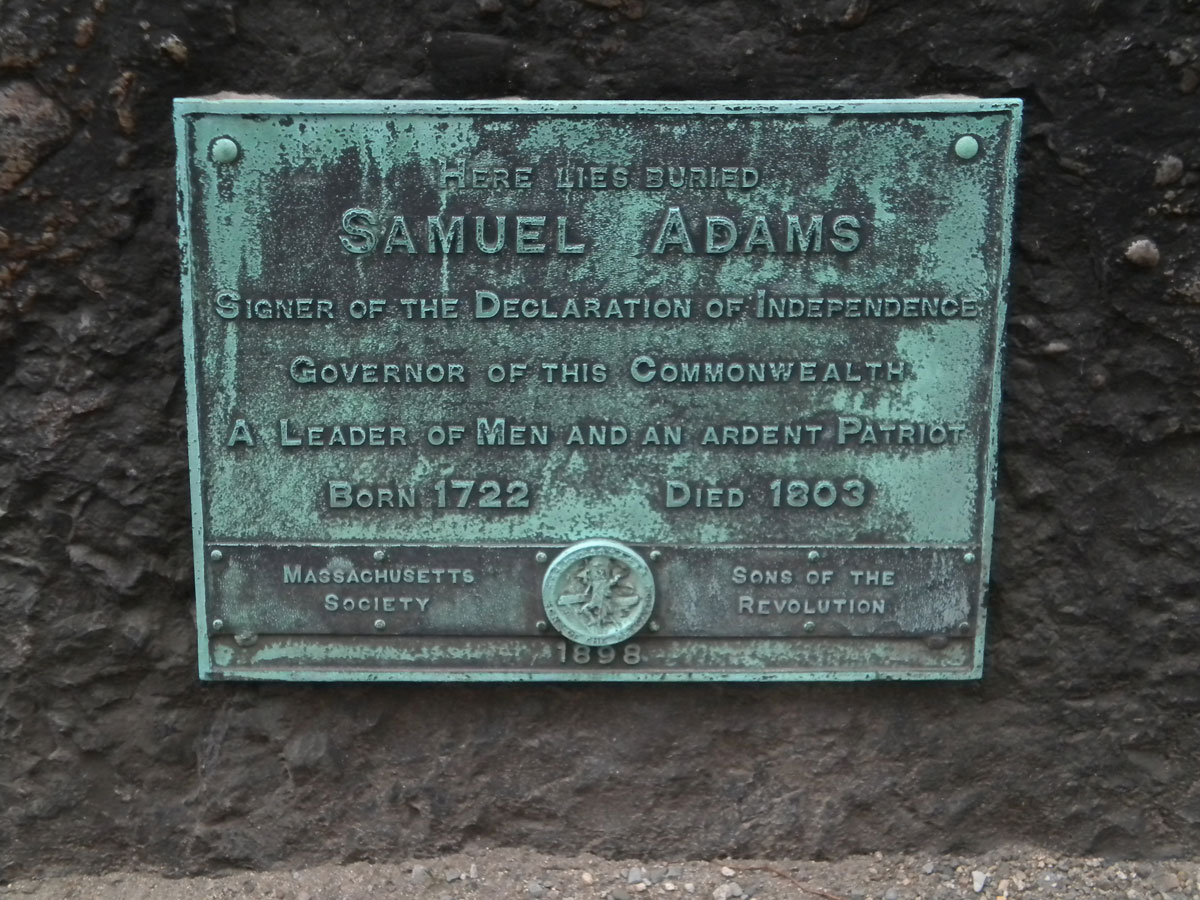 Here lies buried
Samuel Adams
Signer of the Declaration of Independence
Governor of this Commonwealth
A Leader of Men and an ardent Patriot
Born 1722 Died 1803
Massachusetts
Society
Sons of the
Revolution
1898